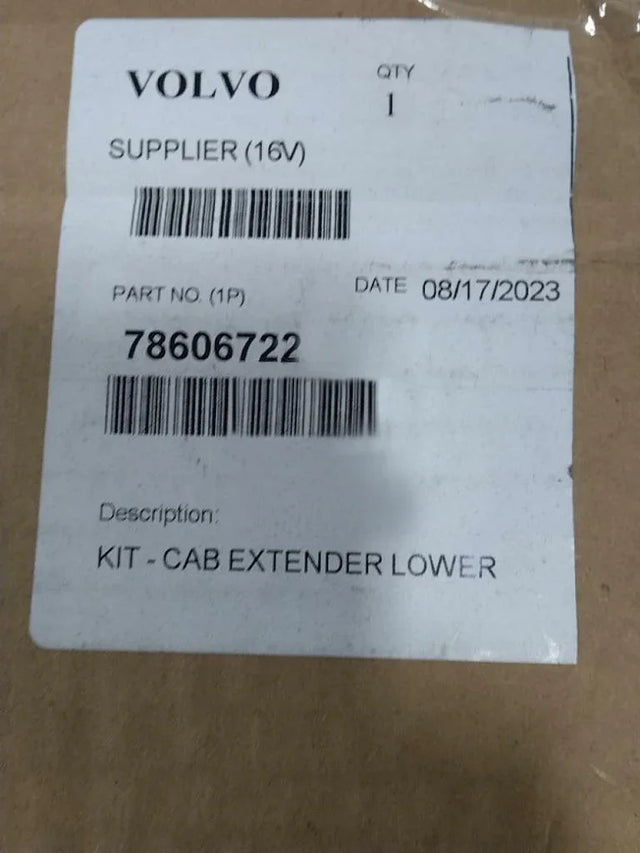 VOLVO
QTY
1
SUPPLIER (16V)
PART NO. (1P)
DATE 08/17/2023
78606722
Description:
KIT - CAB EXTENDER LOWER